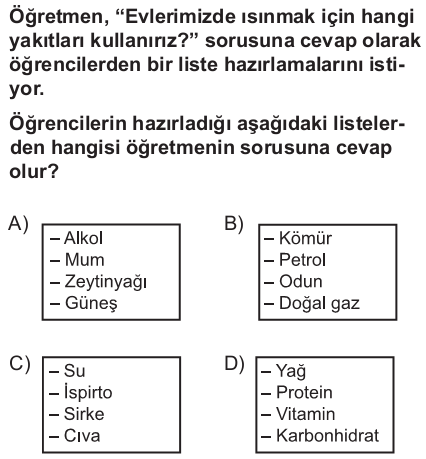 Öğretmen, “Evlerimizde ısınmak için hangi
yakıtları kullanırız?” sorusuna cevap olarak
öğrencilerden bir liste hazırlamalarını isti-
yor.
Öğrencilerin hazırladığı aşağıdaki listeler-
den hangisi öğretmenin sorusuna cevap
olur?
A)
– Alkol
– Mum
– Zeytinyağı
– Güneş
B)
– Kömür
– Petrol
– Odun
– Doğal gaz
C)
– Su
– İspirto
– Sirke
– Cıva
D)
– Yağ
– Protein
– Vitamin
– Karbonhidrat